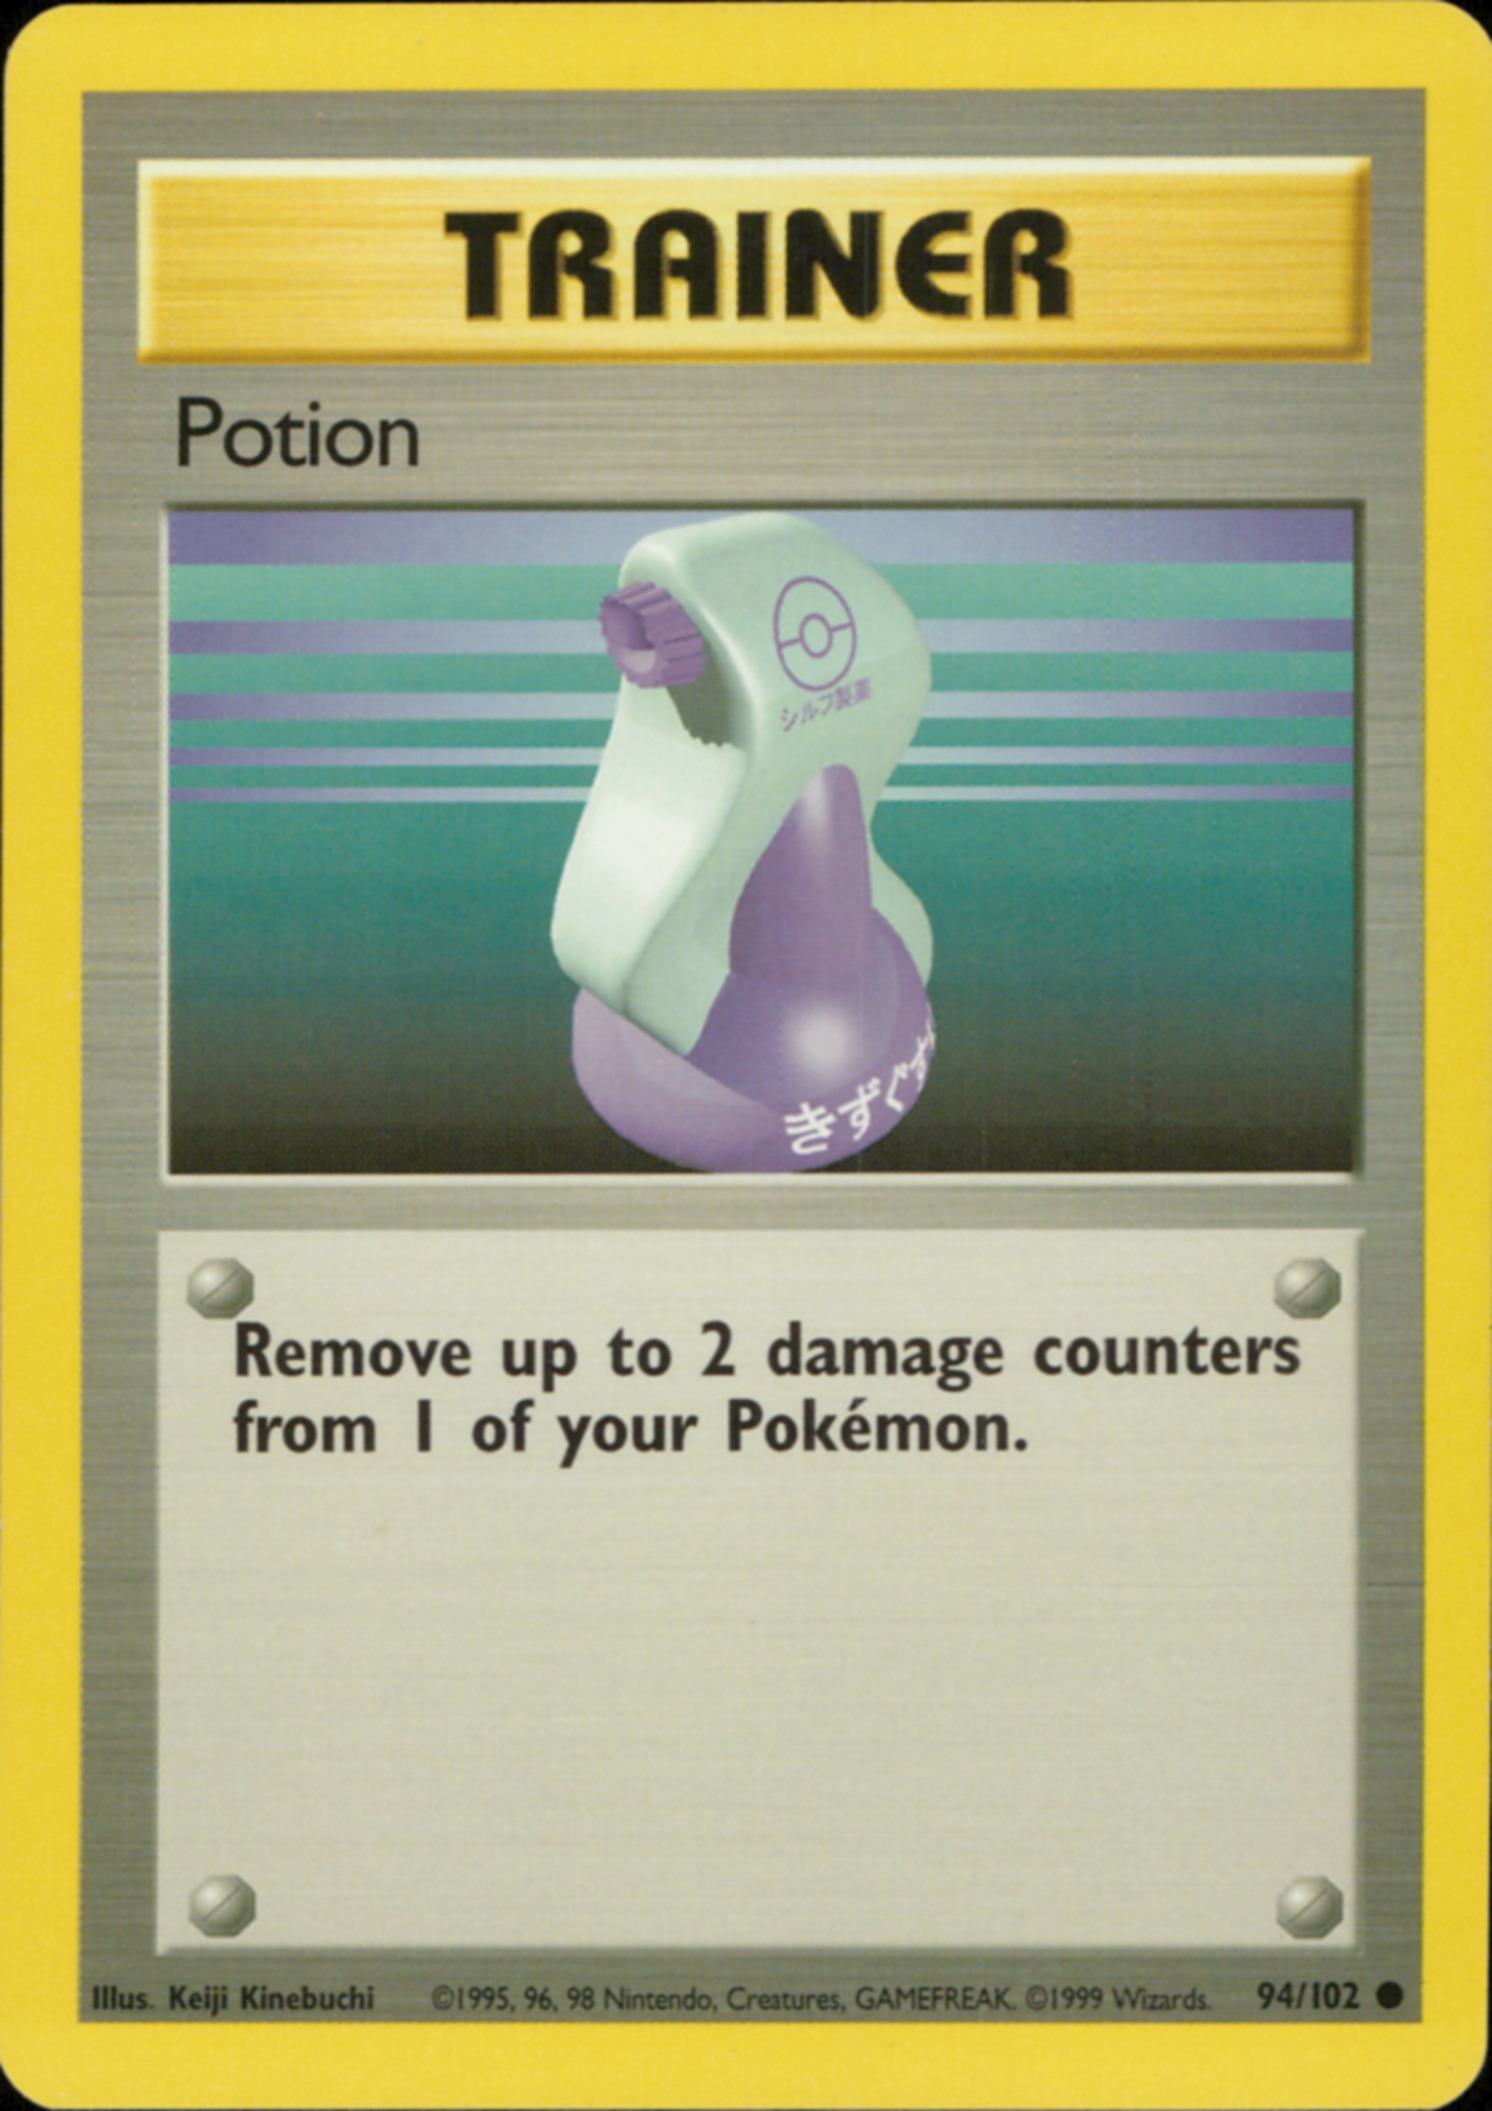 TRAINER
Potion
シルフ製薬
きずぐす
Remove up to 2 damage counters
from 1 of your Pokémon.
Illus. Keiji Kinebuchi ©1995, 96, 98 Nintendo, Creatures, GAMEFREAK. ©1999 Wizards. 94/102 ●